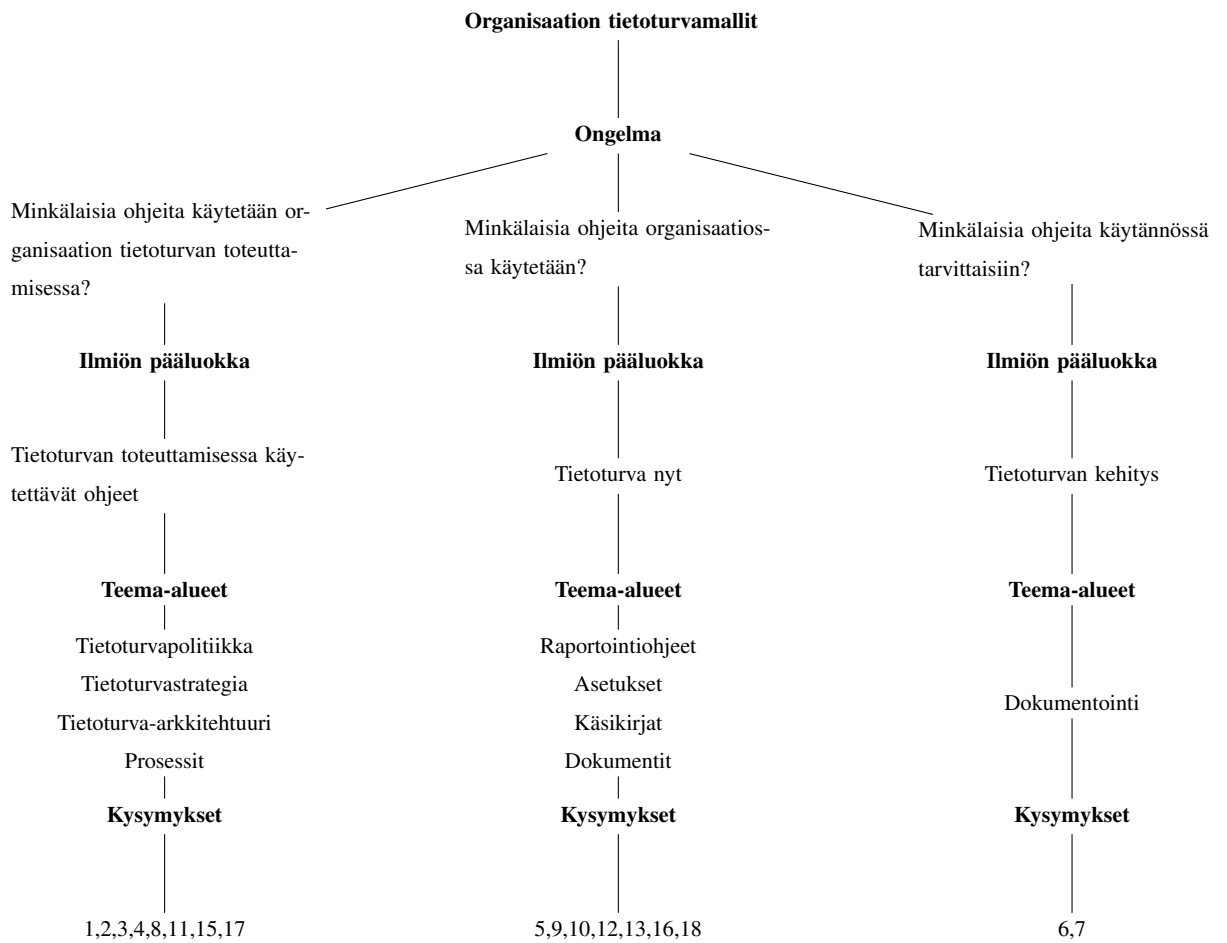 Organisaation tietoturvamallit
Ongelma
Minkälaisia ohjeita käytetään or-
ganisaation tietoturvan toteutta-
misessa?
Minkälaisia ohjeita organisaatios-
sa käytetään?
Minkälaisia ohjeita käytännössä
tarvittaisiin?
Ilmiön pääluokka
Ilmiön pääluokka
Ilmiön pääluokka
Tietoturvan toteuttamisessa käy-
tettävät ohjeet
Tietoturva nyt
Tietoturvan kehitys
Teema-alueet
Teema-alueet
Teema-alueet
Tietoturvapolitiikka
Tietoturvastrategia
Tietoturva-arkkitehtuuri
Prosessit
Raportointiohjeet
Asetukset
Käsikirjat
Dokumentit
Dokumentointi
Kysymykset
Kysymykset
Kysymykset
1,2,3,4,8,11,15,17
5,9,10,12,13,16,18
6,7